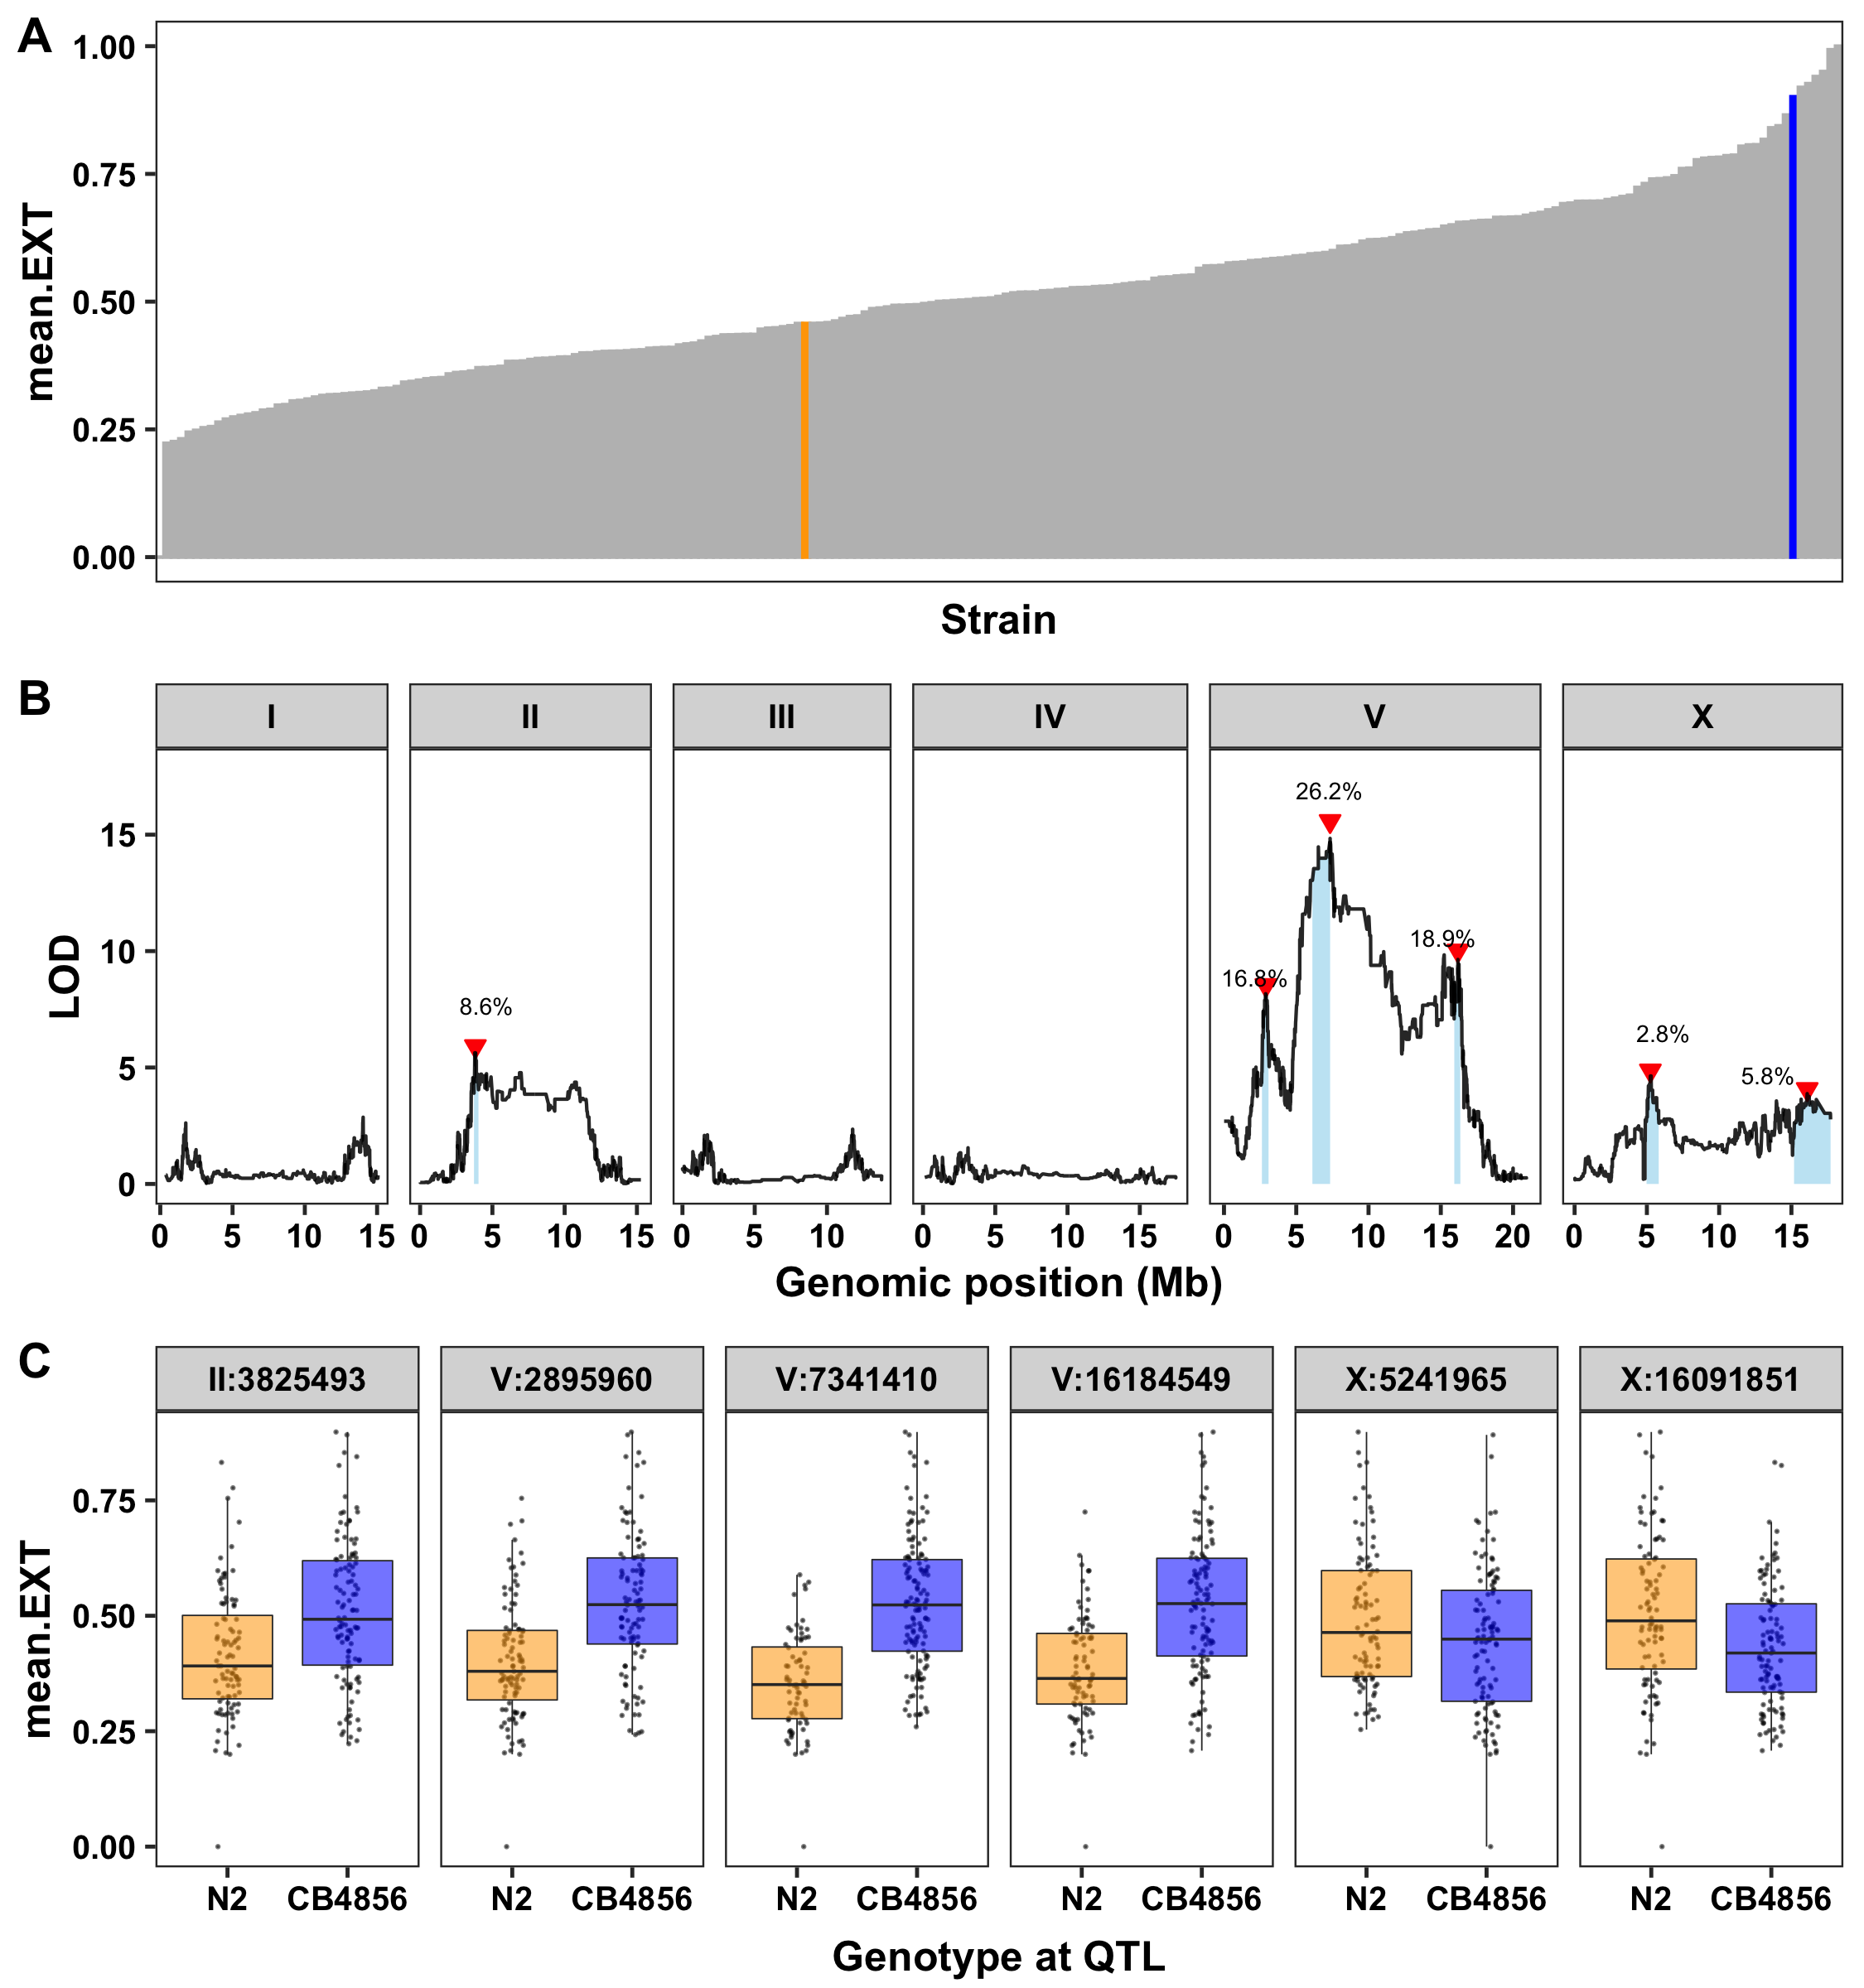 A
1.00
0.75
0.50
0.25
0.00
mean.EXT
Strain
B
I II III IV V X
26.2%
18.9%
16.8%
8.6%
2.8%
5.8%
15
10
5
0
LOD
0 5 10 15 0 5 10 15 0 5 10 0 5 10 15 0 5 10 15 20 0 5 10 15
Genomic position (Mb)
C
II:3825493 V:2895960 V:7341410 V:16184549 X:5241965 X:16091851
0.75
0.50
0.25
0.00
mean.EXT
N2 CB4856 N2 CB4856 N2 CB4856 N2 CB4856 N2 CB4856 N2 CB4856
Genotype at QTL